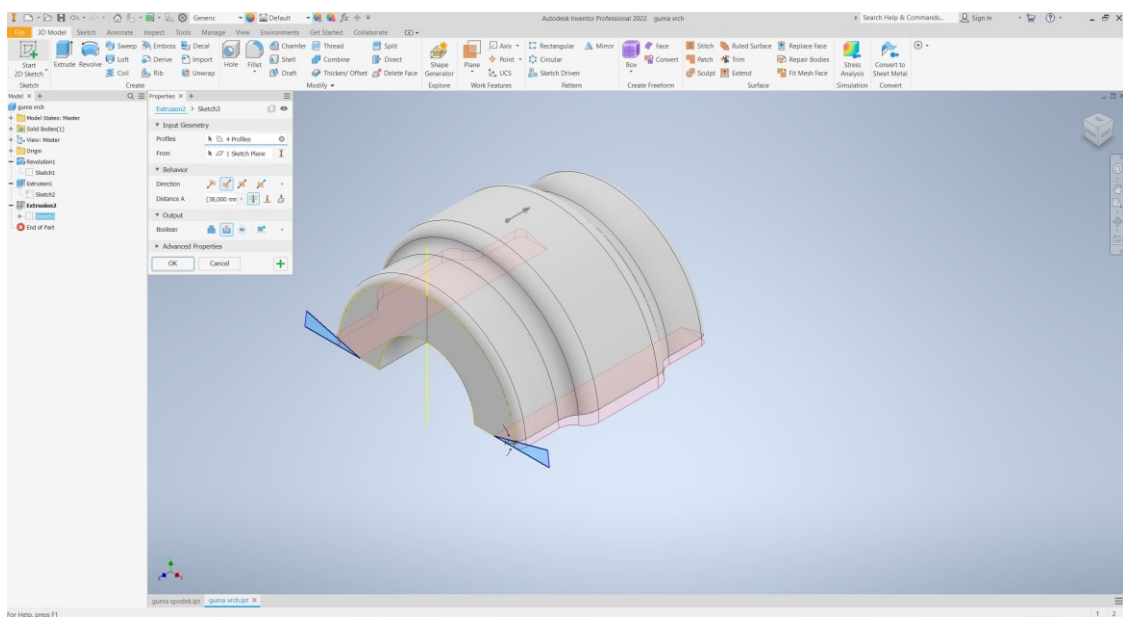 Generic Default fx Autodesk Inventor Professional 2022 guma vrch Search Help & Commands... Sign In
File 3D Model Sketch Annotate Inspect Tools Manage View Environments Get Started Collaborate
Sweep Emboss Decal Chamfer Thread Split Axis Rectangular Mirror Face Stitch Ruled Surface Replace Face
Start 2D Sketch Extrude Revolve Loft Derive Import Hole Fillet Shell Combine Direct Shape Generator Plane Point Circular Box Convert Patch Trim Repair Bodies Stress Analysis Convert to Sheet Metal
Coil Rib Unwrap Draft Thicken/ Offset Delete Face UCS Sketch Driven Sculpt Extend Fit Mesh Face
Sketch Create Modify Explore Work Features Pattern Create Freeform Surface Simulation Convert
Model Properties
guma vrch
Model States: Master
Solid Bodies(1)
View: Master
Origin
Revolution1
Sketch1
Extrusion1
Sketch2
Extrusion2
End of Part
Extrusion2 > Sketch3
Input Geometry
Profiles 4 Profiles
From 1 Sketch Plane
Behavior
Direction
Distance A (38,000 mm
Output
Boolean
Advanced Properties
OK Cancel
guma spodek.ipt guma vrch.ipt
For Help, press F1 1 2